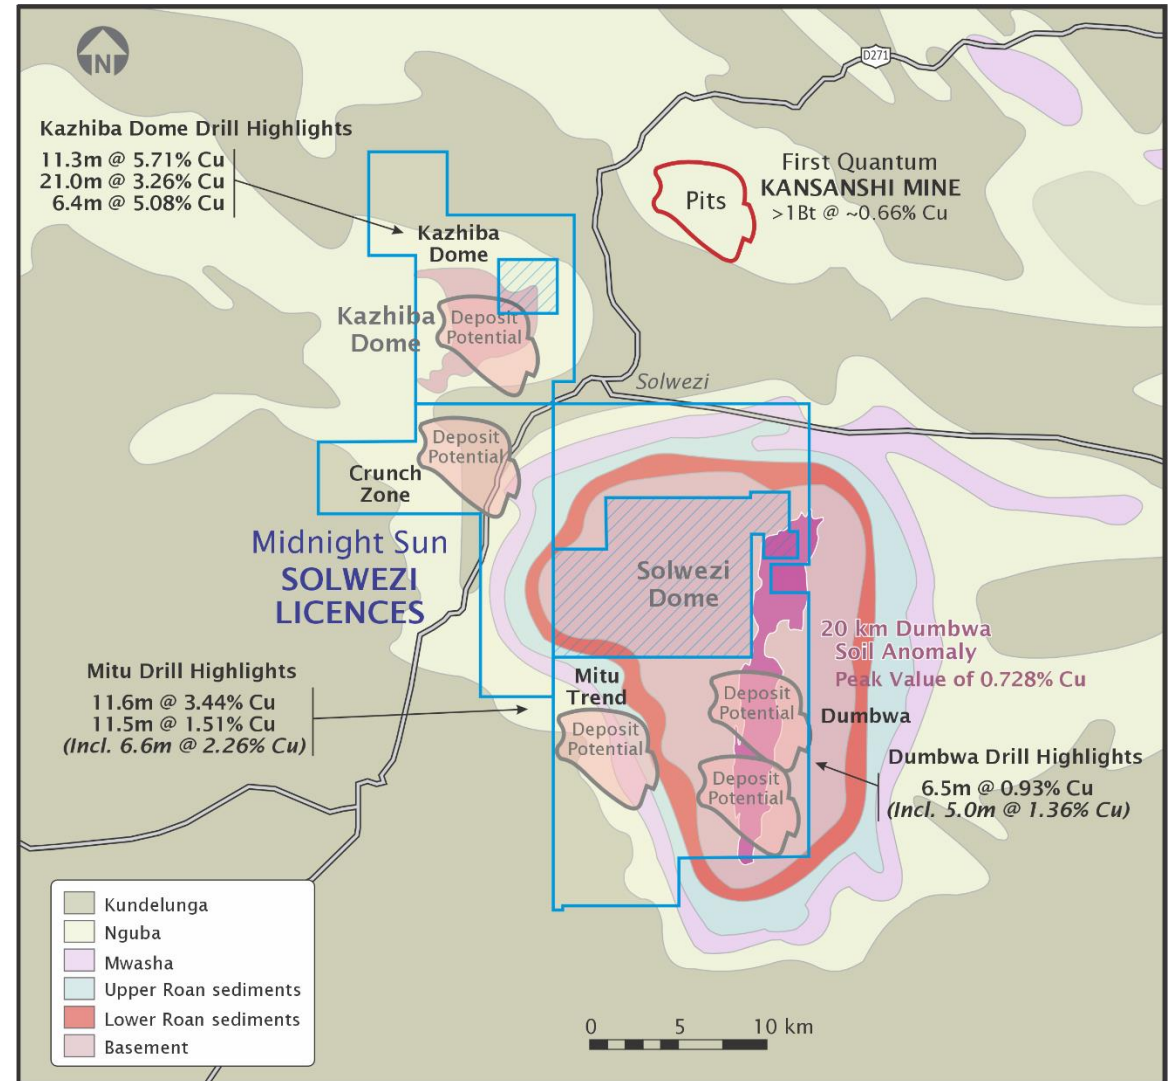 N
D271
Kazhiba Dome Drill Highlights
11.3m @ 5.71% Cu
21.0m @ 3.26% Cu
6.4m @ 5.08% Cu
First Quantum
KANSANSHI MINE
>1Bt @ ~0.66% Cu
Pits
Kazhiba
Dome
Kazhiba
Dome
Deposit
Potential
Solwezi
Deposit
Potential
Crunch
Zone
Midnight Sun
SOLWEZI
LICENCES
Solwezi
Dome
20 km Dumbwa
Soil Anomaly
Peak Value of 0.728% Cu
Mitu Drill Highlights
11.6m @ 3.44% Cu
11.5m @ 1.51% Cu
(Incl. 6.6m @ 2.26% Cu)
Mitu
Trend
Deposit
Potential
Deposit
Potential
Dumbwa
Deposit
Potential
Dumbwa Drill Highlights
6.5m @ 0.93% Cu
(Incl. 5.0m @ 1.36% Cu)
Kundelunga
Nguba
Mwasha
Upper Roan sediments
Lower Roan sediments
Basement
0 5 10 km